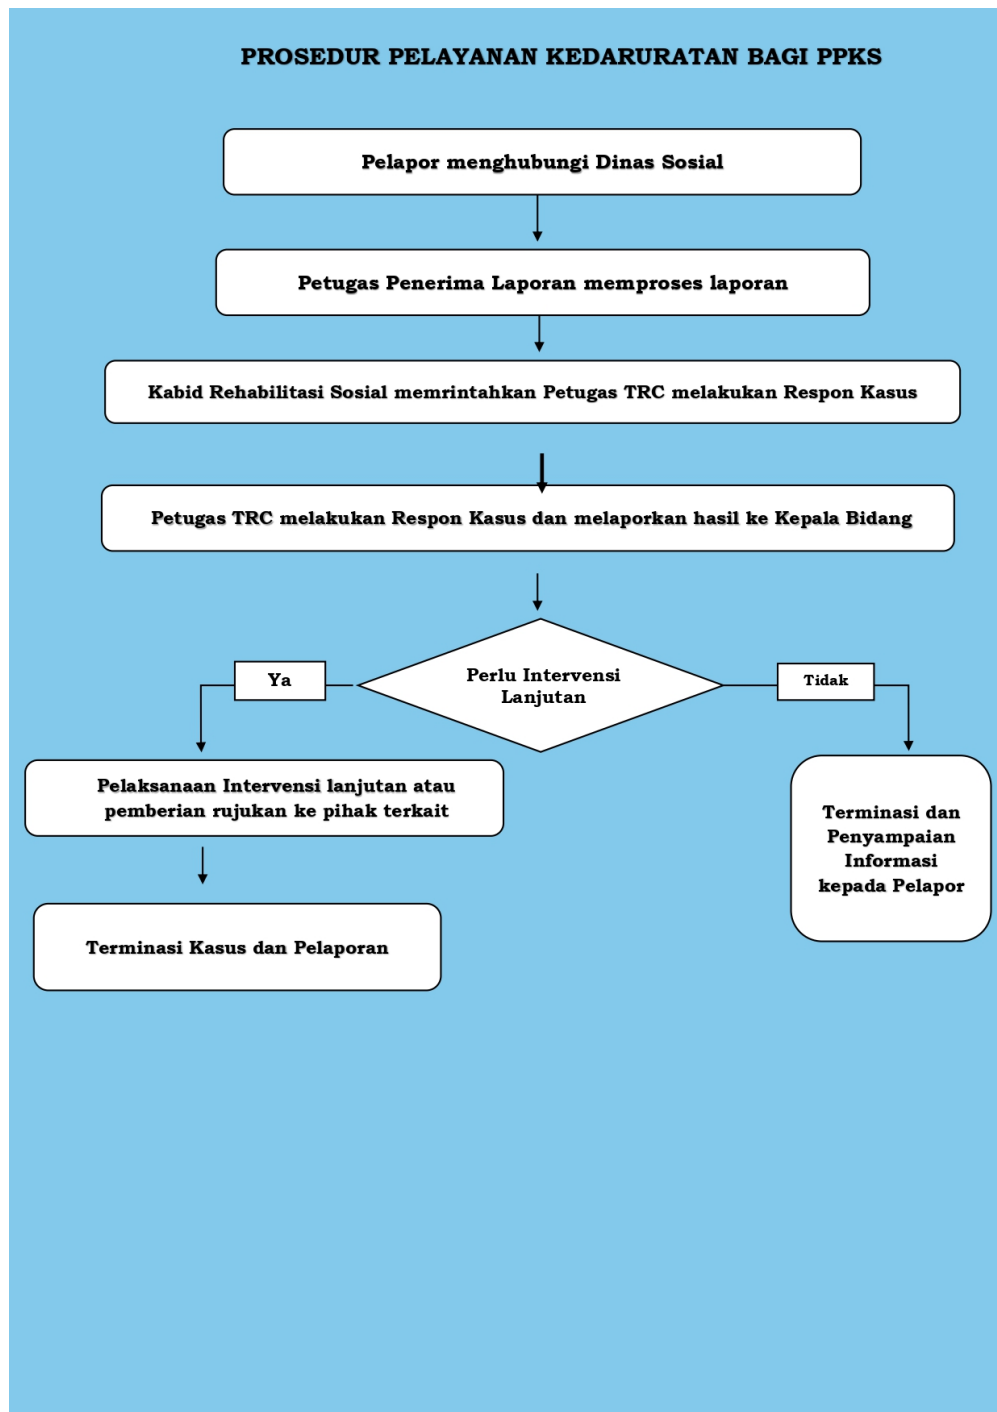 PROSEDUR PELAYANAN KEDARURATAN BAGI PPKS
Pelapor menghubungi Dinas Sosial
Petugas Penerima Laporan memproses laporan
Kabid Rehabilitasi Sosial memrintahkan Petugas TRC melakukan Respon Kasus
Petugas TRC melakukan Respon Kasus dan melaporkan hasil ke Kepala Bidang
Perlu Intervensi
Lanjutan
Ya
Tidak
Pelaksanaan Intervensi lanjutan atau
pemberian rujukan ke pihak terkait
Terminasi dan
Penyampaian
Informasi
kepada Pelapor
Terminasi Kasus dan Pelaporan